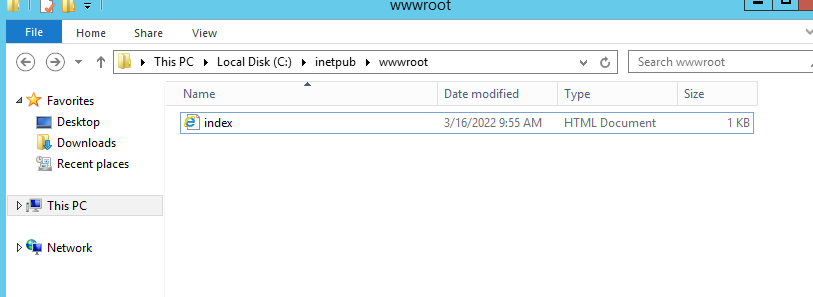 wwwroot
File Home Share View
This PC Local Disk (C:) inetpub wwwroot Search wwwroot
Name Date modified Type Size
Favorites
index 3/16/2022 9:55 AM HTML Document 1 KB
Desktop
Downloads
Recent places
This PC
Network